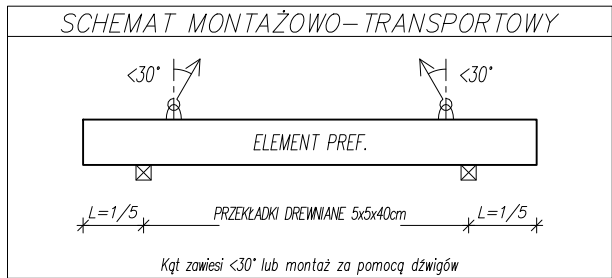 SCHEMAT MONTAŻOWO-TRANSPORTOWY
<30° <30°
ELEMENT PREF.
L=1/5 PRZEKŁADKI DREWNIANE 5x5x40cm L=1/5
Kąt zawiesi <30° lub montaż za pomocą dźwigów